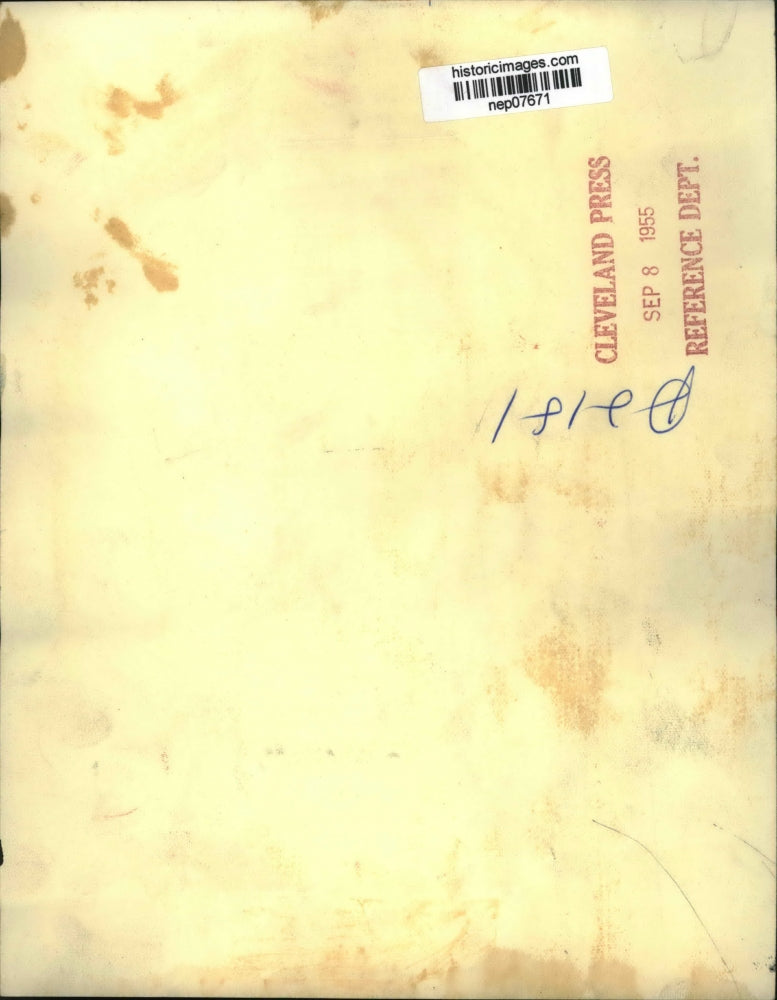 historicimages.com
nep07671
CLEVELAND PRESS
SEP 8 1955
REFERENCE DEPT.